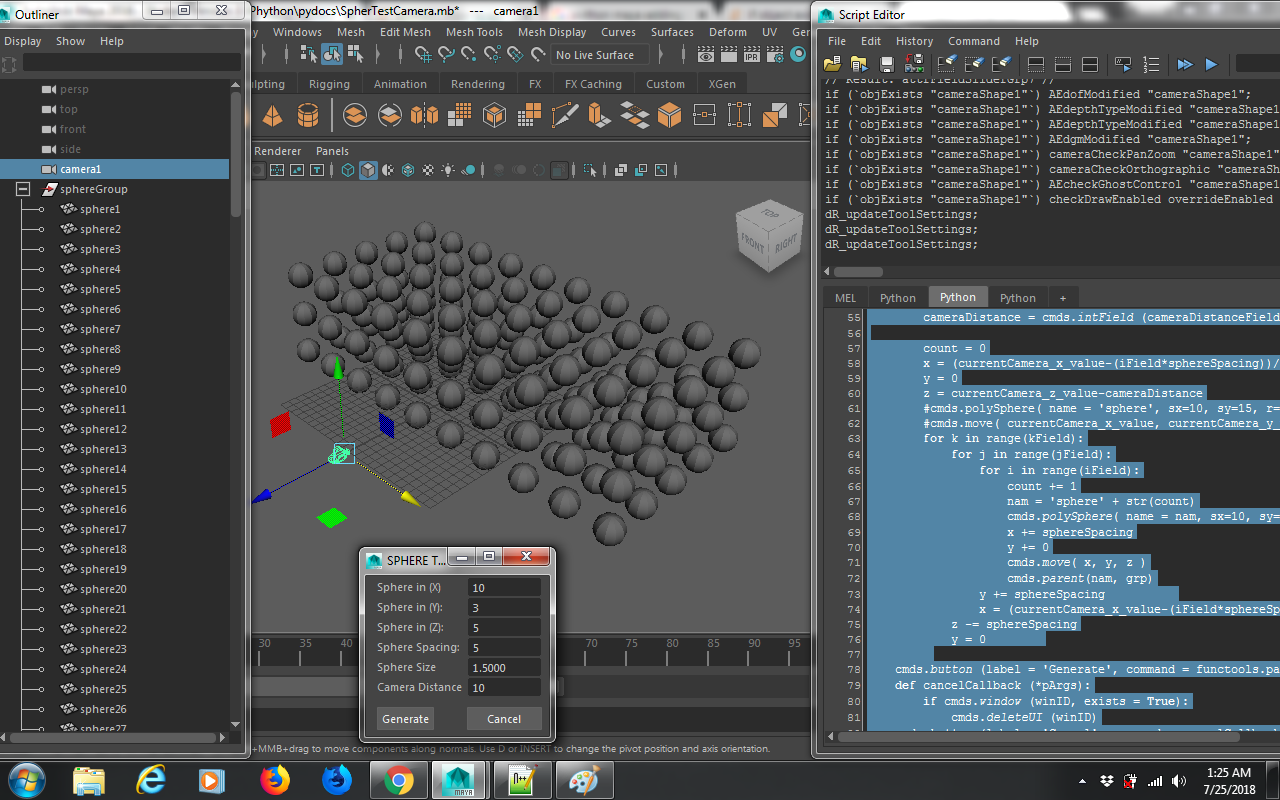 Outliner
Display Show Help
persp
top
front
side
camera1
sphereGroup
sphere1
sphere2
sphere3
sphere4
sphere5
sphere6
sphere7
sphere8
sphere9
sphere10
sphere11
sphere12
sphere13
sphere14
sphere15
sphere16
sphere17
sphere18
sphere19
sphere20
sphere21
sphere22
sphere23
sphere24
sphere25
sphere26
sphere27
Phython\pydocs\SpherTestCamera.mb* --- camera1
Windows Mesh Edit Mesh Mesh Tools Mesh Display Curves Surfaces Deform UV Ger
No Live Surface
IPR
ulpting Rigging Animation Rendering FX FX Caching Custom XGen
Renderer Panels
TOP
FRONT
RIGHT
SPHERE T...
Sphere in (X) 10
Sphere in (Y): 3
Sphere in (Z): 5
Sphere Spacing: 5
Sphere Size 1.5000
Camera Distance 10
Generate Cancel
30 35 40 70 75 80 85 90 95
+MMB+drag to move components along normals. Use D or INSERT to change the pivot position and axis orientation.
Script Editor
File Edit History Command Help
if (`objExists "cameraShape1"`) AEdofModified "cameraShape1";
if (`objExists "cameraShape1"`) AEdepthTypeModified "cameraShape1
if (`objExists "cameraShape1"`) AEdepthTypeModified "cameraShape1
if (`objExists "cameraShape1"`) AEdgmModified "cameraShape1";
if (`objExists "cameraShape1"`) cameraCheckPanZoom "cameraShape1"
if (`objExists "cameraShape1"`) cameraCheckOrthographic "cameraSha
if (`objExists "cameraShape1"`) AEcheckGhostControl "cameraShape1
if (`objExists "cameraShape1"`) checkDrawEnabled overrideEnabled
dR_updateToolSettings;
dR_updateToolSettings;
dR_updateToolSettings;
MEL Python Python Python +
55 cameraDistance = cmds.intField (cameraDistanceField
56
57 count = 0
58 x = (currentCamera_x_value-(iField*sphereSpacing))/
59 y = 0
60 z = currentCamera_z_value-cameraDistance
61 #cmds.polySphere( name = 'sphere', sx=10, sy=15, r=
62 #cmds.move( currentCamera_x_value, currentCamera_y_
63 for k in range(kField):
64 for j in range(jField):
65 for i in range(iField):
66 count += 1
67 nam = 'sphere' + str(count)
68 cmds.polySphere( name = nam, sx=10, sy=
69 x += sphereSpacing
70 y += 0
71 cmds.move( x, y, z )
72 cmds.parent(nam, grp)
73 y += sphereSpacing
74 x = (currentCamera_x_value-(iField*sphereSp
75 z -= sphereSpacing
76 y = 0
77
78 cmds.button (label = 'Generate', command = functools.pa
79 def cancelCallback (*pArgs):
80 if cmds.window (winID, exists = True):
81 cmds.deleteUI (winID)
MAYA
N++
1:25 AM
7/25/2018